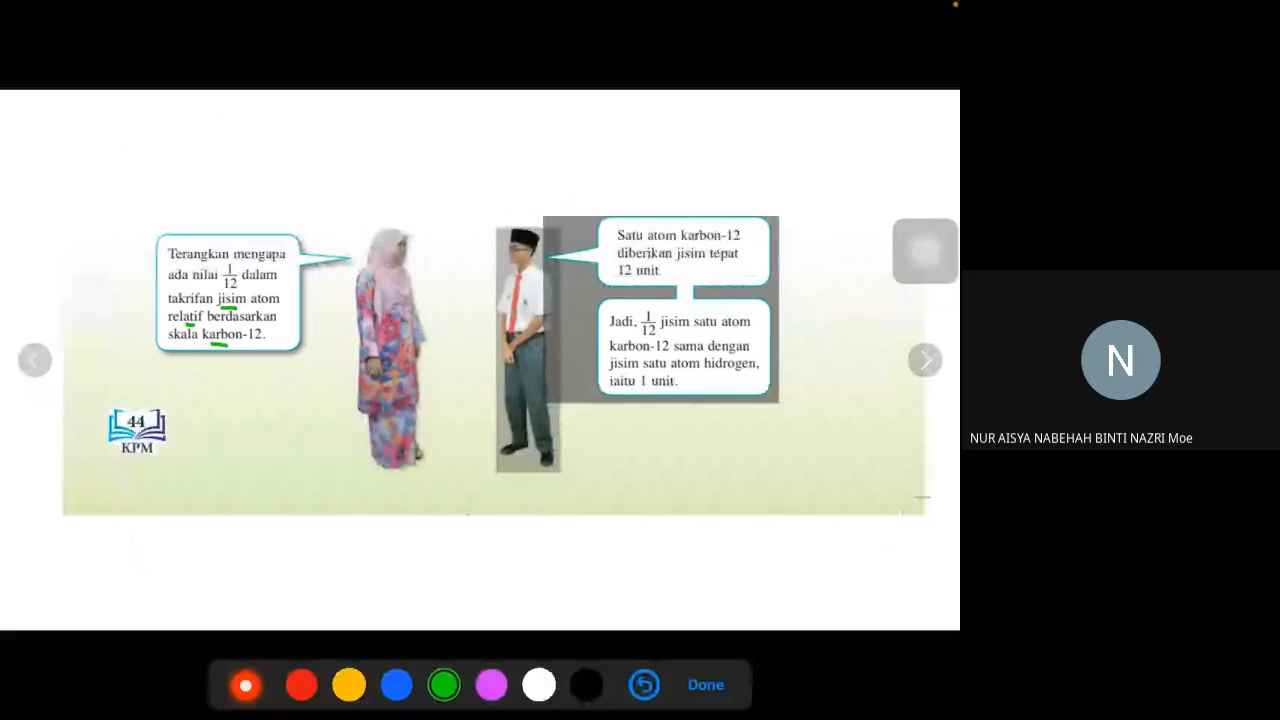 Terangkan mengapa
ada nilai 1/12 dalam
takrifan jisim atom
relatif berdasarkan
skala karbon-12.
Satu atom karbon-12
diberikan jisim tepat
12 unit.
Jadi, 1/12 jisim satu atom
karbon-12 sama dengan
jisim satu atom hidrogen,
iaitu 1 unit.
44
KPM
N
NUR AISYA NABEHAH BINTI NAZRI Moe
Done